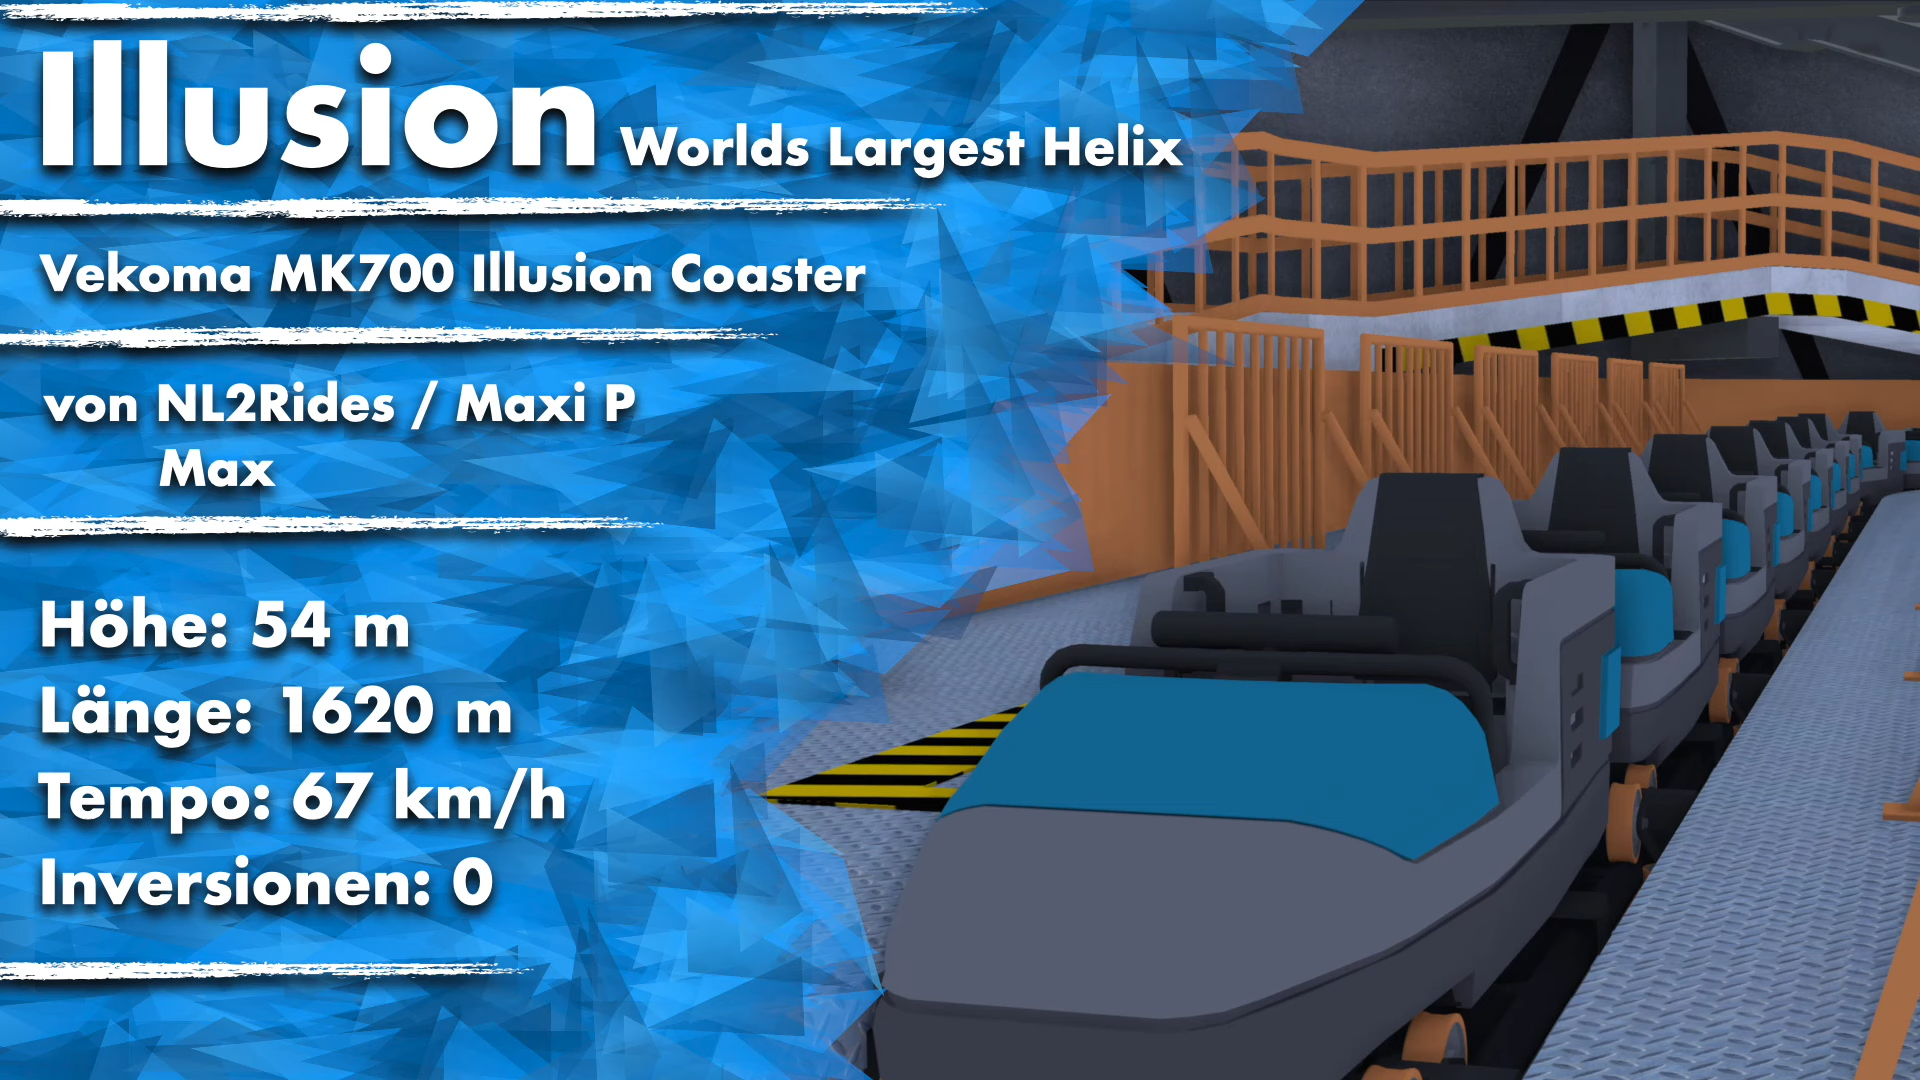 Illusion Worlds Largest Helix
Vekoma MK700 Illusion Coaster
von NL2Rides / Maxi P
Max
Höhe: 54 m
Länge: 1620 m
Tempo: 67 km/h
Inversionen: 0